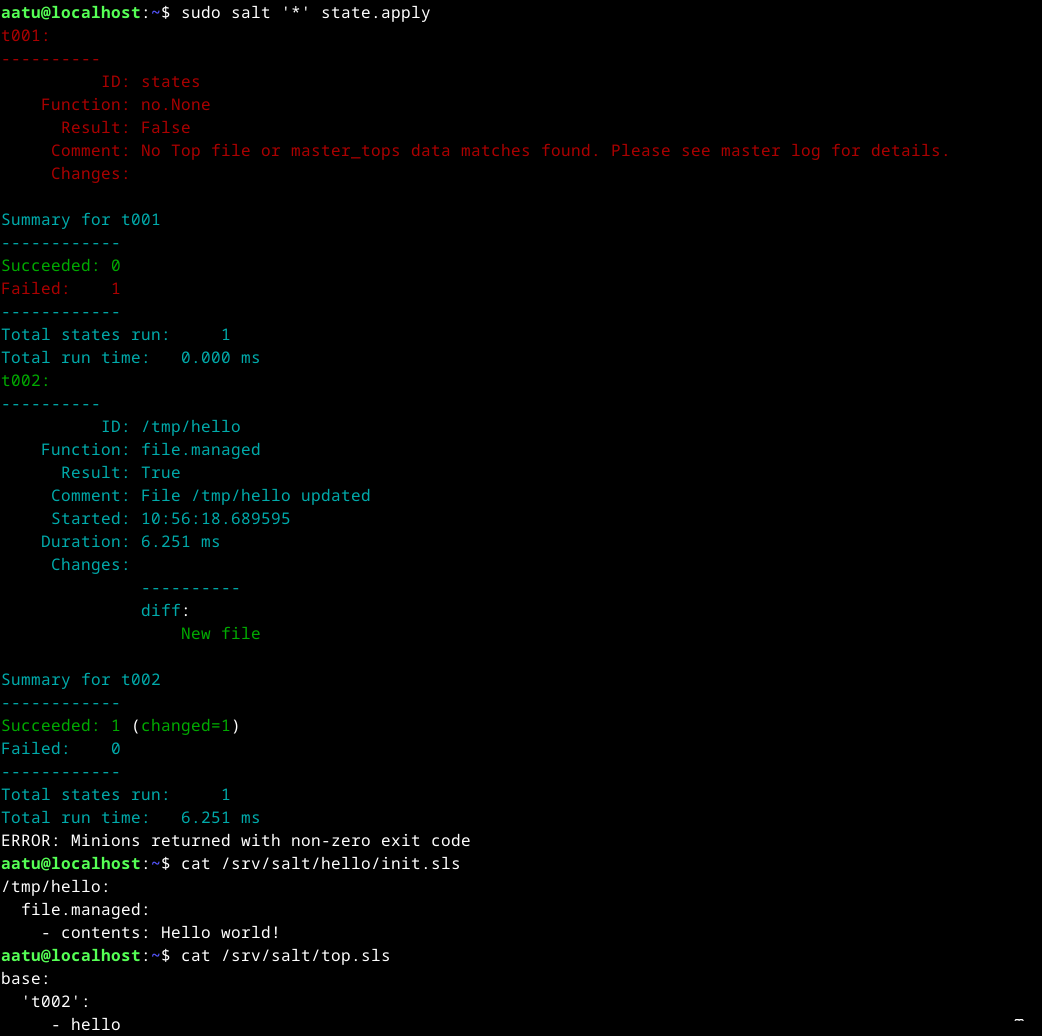 aatu@localhost:~$ sudo salt '*' state.apply
t001:
----------
          ID: states
    Function: no.None
      Result: False
     Comment: No Top file or master_tops data matches found. Please see master log for details.
     Changes:

Summary for t001
------------
Succeeded: 0
Failed:    1
------------
Total states run:     1
Total run time:   0.000 ms
t002:
----------
          ID: /tmp/hello
    Function: file.managed
      Result: True
     Comment: File /tmp/hello updated
     Started: 10:56:18.689595
    Duration: 6.251 ms
     Changes:
              ----------
              diff:
                  New file

Summary for t002
------------
Succeeded: 1 (changed=1)
Failed:    0
------------
Total states run:     1
Total run time:   6.251 ms
ERROR: Minions returned with non-zero exit code
aatu@localhost:~$ cat /srv/salt/hello/init.sls
/tmp/hello:
  file.managed:
    - contents: Hello world!
aatu@localhost:~$ cat /srv/salt/top.sls
base:
  't002':
     - hello